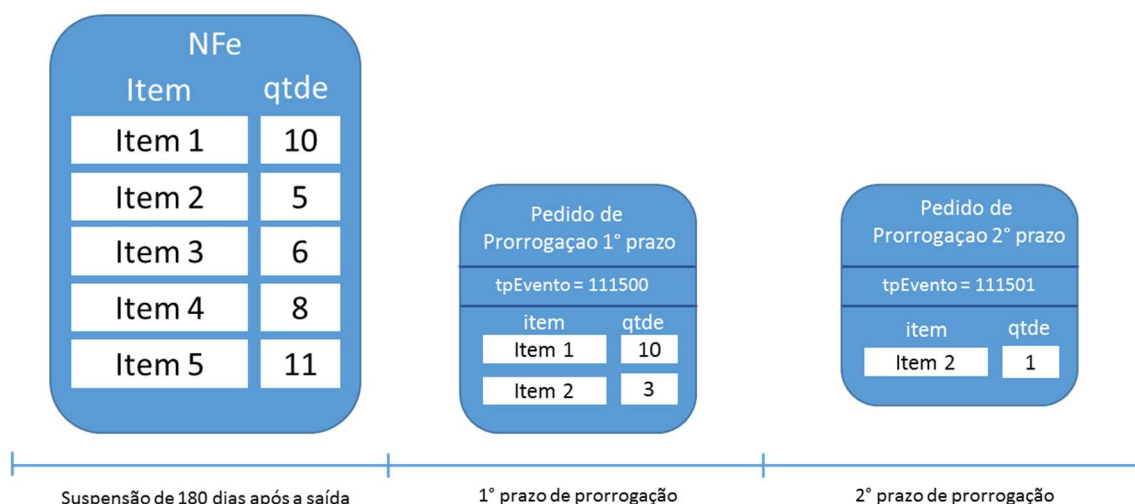 NFe
Item qtde
Item 1 10
Item 2 5
Item 3 6
Item 4 8
Item 5 11
Pedido de
Prorrogaçao 1° prazo
tpEvento = 111500
item qtde
Item 1 10
Item 2 3
Pedido de
Prorrogaçao 2° prazo
tpEvento = 111501
item qtde
Item 2 1
Suspensão de 180 dias após a saída
1° prazo de prorrogação
2° prazo de prorrogação